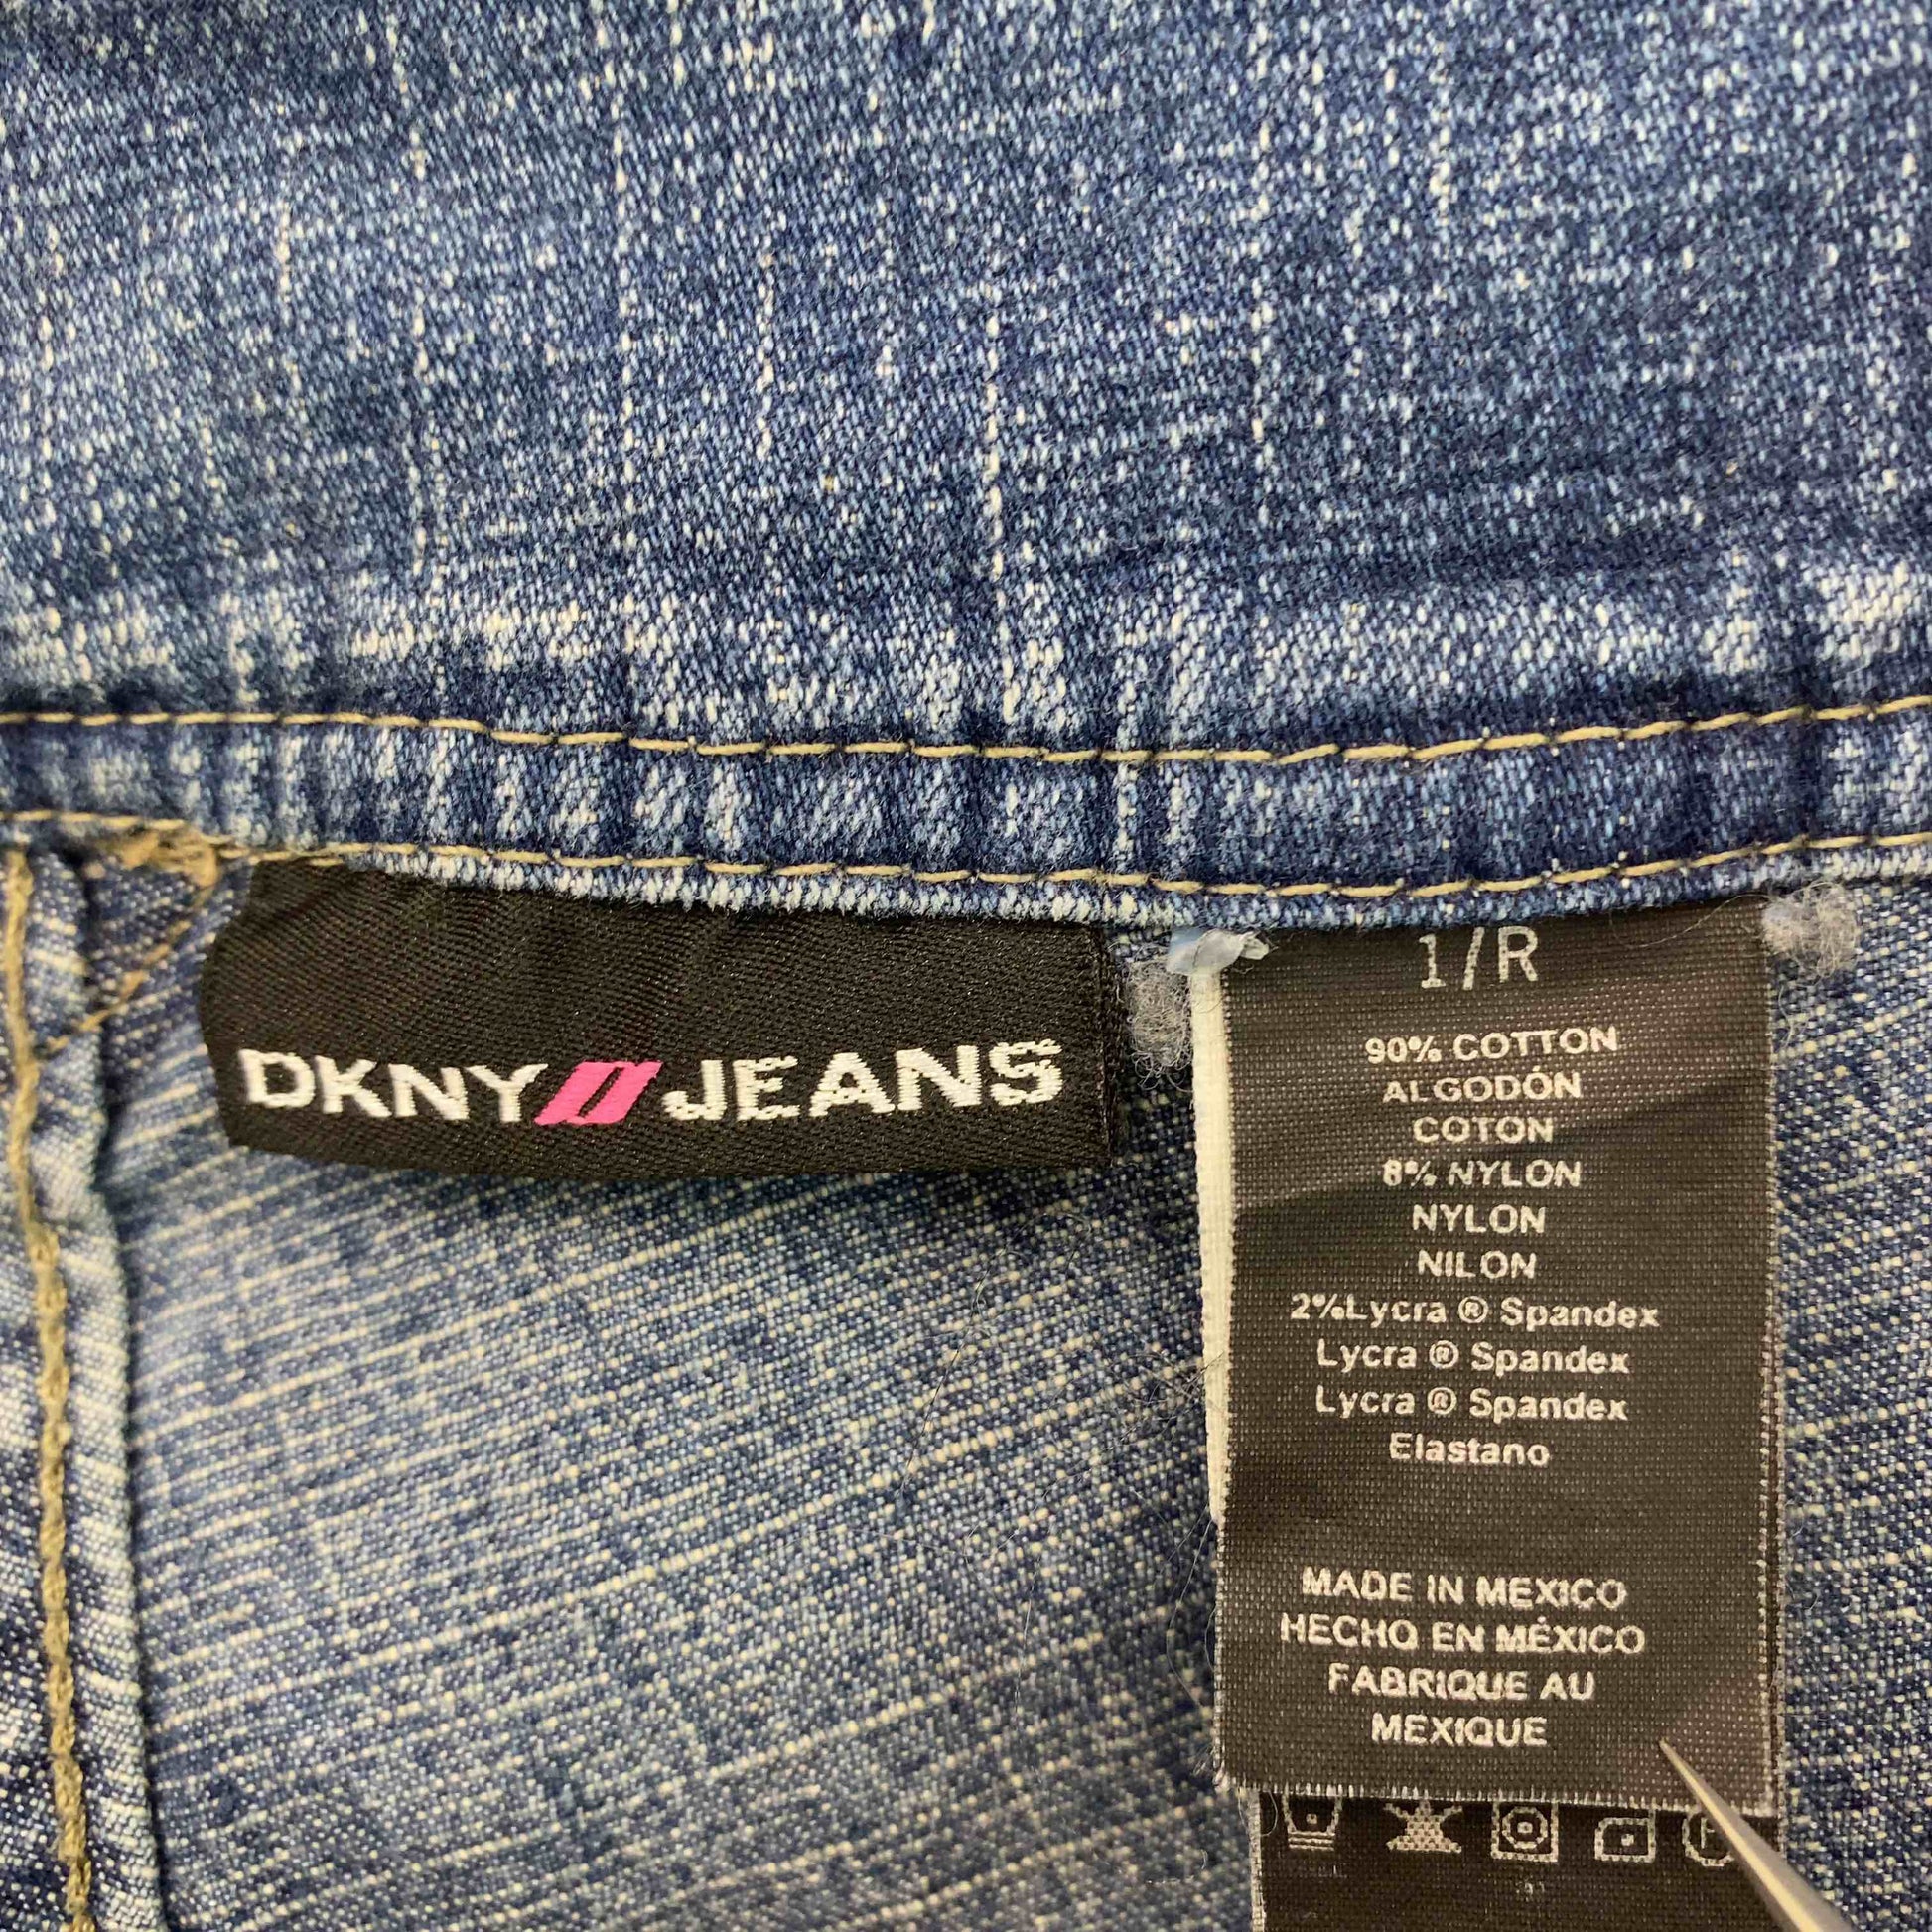 DKNY JEANS
1/R
90% COTTON
ALGODÓN
COTON
8% NYLON
NYLON
NILON
2%Lycra ® Spandex
Lycra ® Spandex
Lycra ® Spandex
Elastano
MADE IN MEXICO
HECHO EN MÉXICO
FABRIQUE AU
MEXIQUE